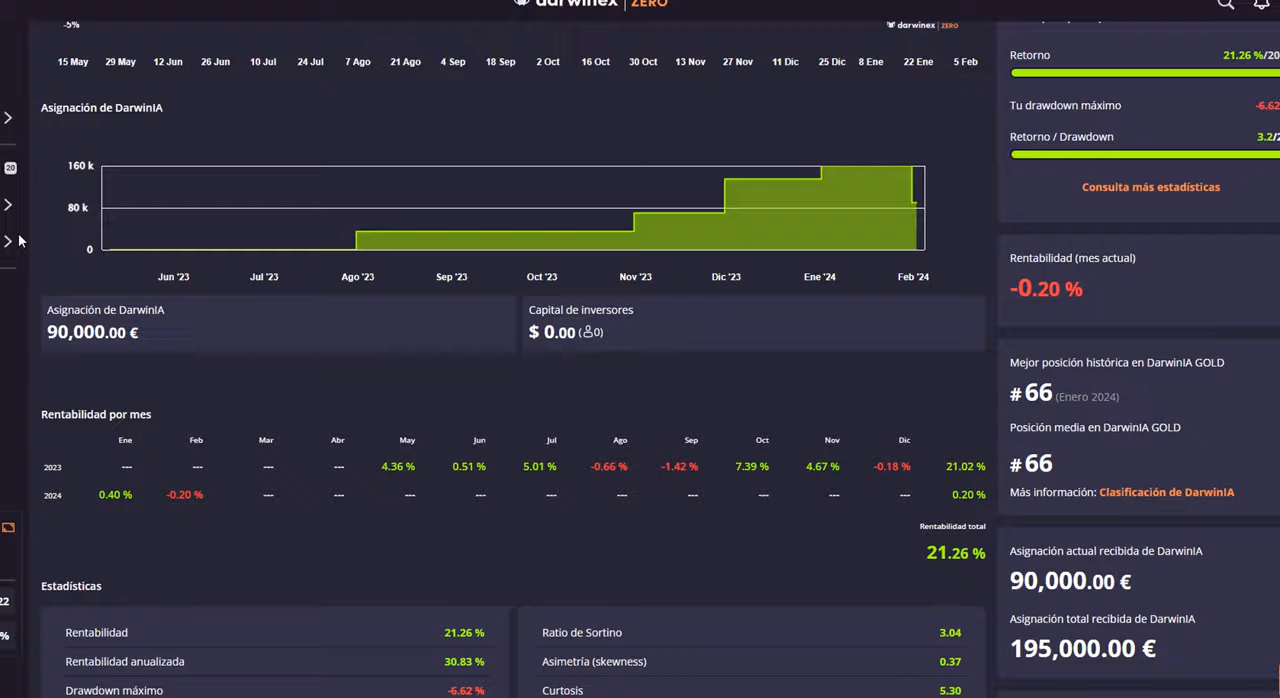 darwinex | ZERO
-5%
darwinex | ZERO
15 May 29 May 12 Jun 26 Jun 10 Jul 24 Jul 7 Ago 21 Ago 4 Sep 18 Sep 2 Oct 16 Oct 30 Oct 13 Nov 27 Nov 11 Dic 25 Dic 8 Ene 22 Ene 5 Feb
Asignación de DarwinIA
160 k
80 k
0
Jun '23 Jul '23 Ago '23 Sep '23 Oct '23 Nov '23 Dic '23 Ene '24 Feb '24
Asignación de DarwinIA
90,000.00 €
Capital de inversores
$ 0.00 (0)
Rentabilidad por mes
Ene Feb Mar Abr May Jun Jul Ago Sep Oct Nov Dic
2023 --- --- --- --- 4.36 % 0.51 % 5.01 % -0.66 % -1.42 % 7.39 % 4.67 % -0.18 % 21.02 %
2024 0.40 % -0.20 % --- --- --- --- --- --- --- --- --- --- 0.20 %
Rentabilidad total
21.26 %
Estadísticas
Rentabilidad 21.26 %
Rentabilidad anualizada 30.83 %
Drawdown máximo -6.62 %
Ratio de Sortino 3.04
Asimetría (skewness) 0.37
Curtosis 5.30
Retorno 21.26 %/20
Tu drawdown máximo -6.62
Retorno / Drawdown 3.2/2
Consulta más estadísticas
Rentabilidad (mes actual)
-0.20 %
Mejor posición histórica en DarwinIA GOLD
#66 (Enero 2024)
Posición media en DarwinIA GOLD
#66
Más información: Clasificación de DarwinIA
Asignación actual recibida de DarwinIA
90,000.00 €
Asignación total recibida de DarwinIA
195,000.00 €
20
22
%